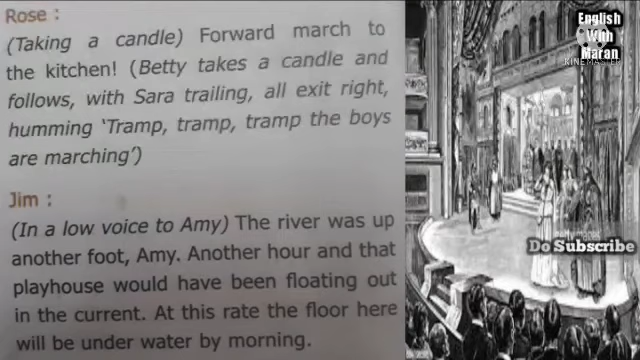 Rose :
(Taking a candle) Forward march to
the kitchen! (Betty takes a candle and
follows, with Sara trailing, all exit right,
humming 'Tramp, tramp, tramp the boys
are marching')
Jim :
(In a low voice to Amy) The river was up
another foot, Amy. Another hour and that
playhouse would have been floating out
in the current. At this rate the floor here
will be under water by morning.
English
With
Maran
KINEMASTER
Do Subscribe